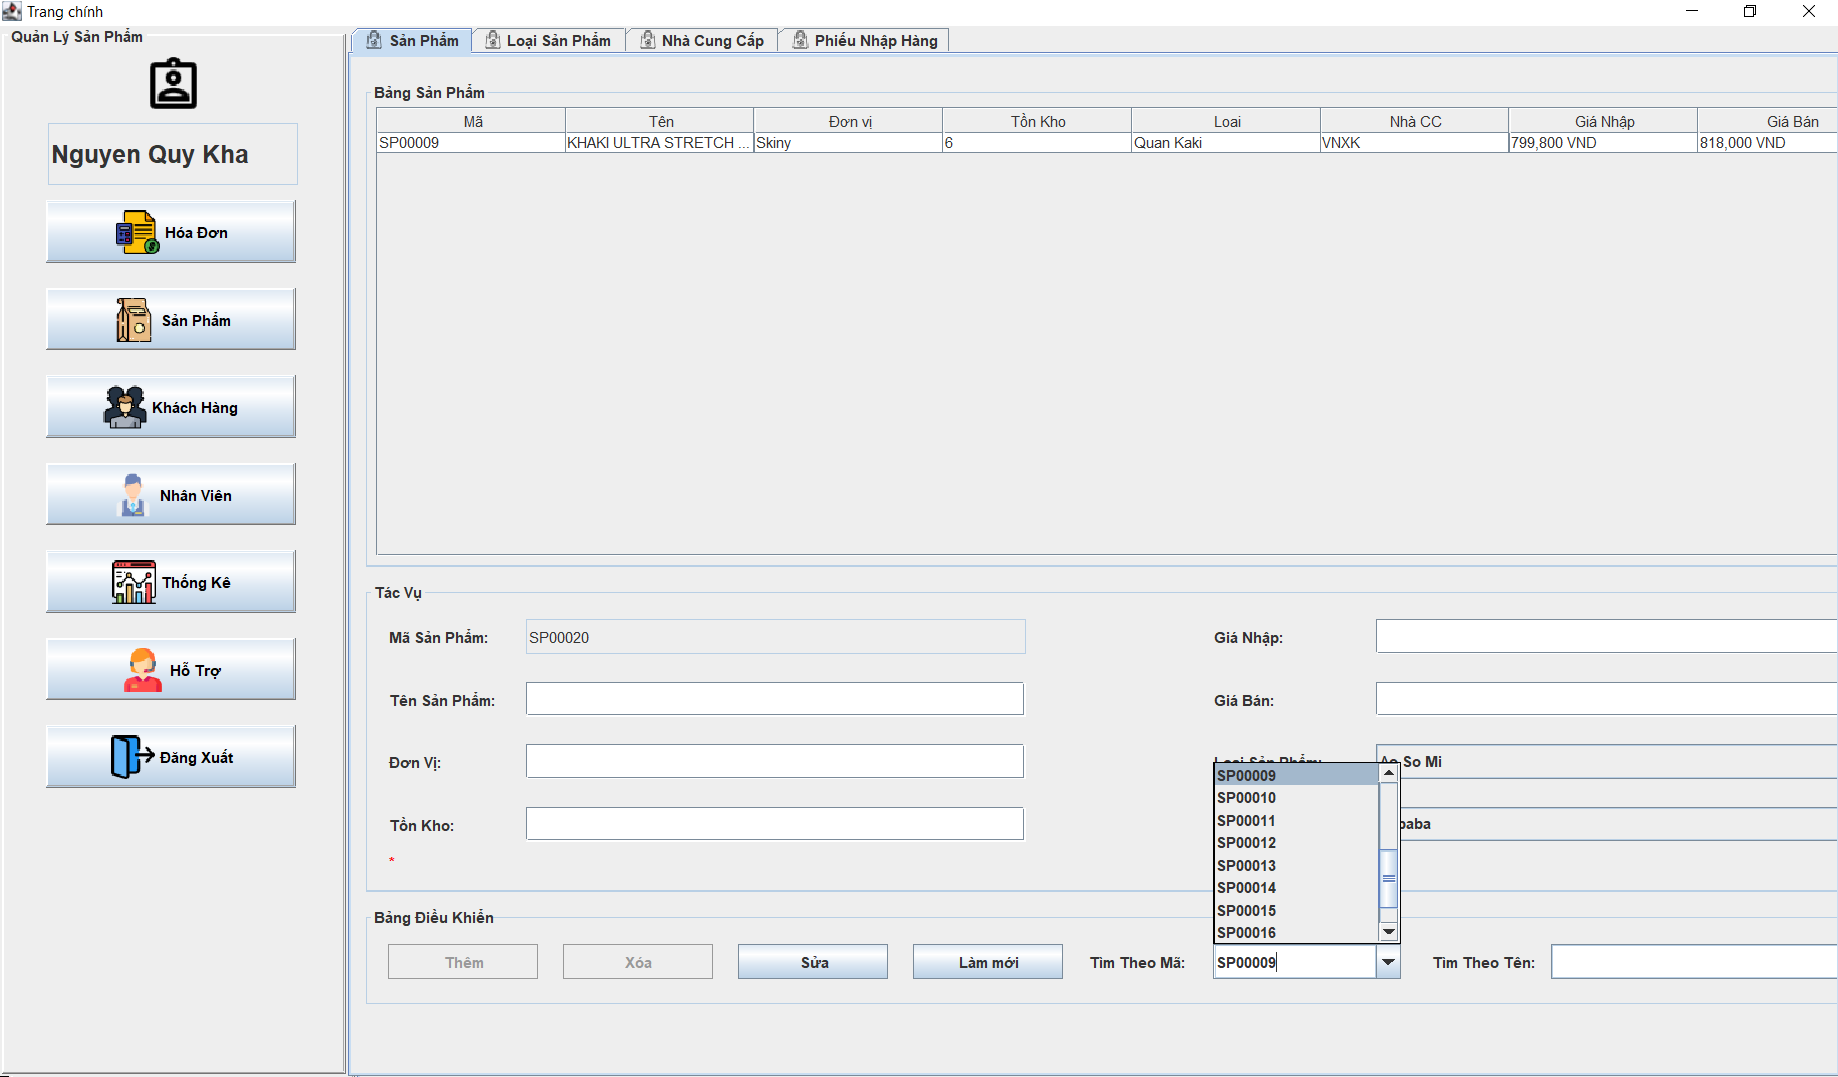 Trang chính
Quản Lý Sản Phẩm
Nguyen Quy Kha
Hóa Đơn
Sản Phẩm
Khách Hàng
Nhân Viên
Thống Kê
Hỗ Trợ
Đăng Xuất
Sản Phẩm Loại Sản Phẩm Nhà Cung Cấp Phiếu Nhập Hàng
Bảng Sản Phẩm
Mã Tên Đơn vị Tồn Kho Loai Nhà CC Giá Nhập Giá Bán
SP00009 KHAKI ULTRA STRETCH ... Skiny 6 Quan Kaki VNXK 799,800 VND 818,000 VND
Tác Vụ
Mã Sản Phẩm: SP00020 Giá Nhập:
Tên Sản Phẩm: Giá Bán:
Đơn Vị: Loại Sản Phẩm: Ao So Mi
Tồn Kho: baba
*
SP00009
SP00010
SP00011
SP00012
SP00013
SP00014
SP00015
SP00016
Bảng Điều Khiển
Thêm Xóa Sửa Làm mới Tìm Theo Mã: SP00009 Tìm Theo Tên: